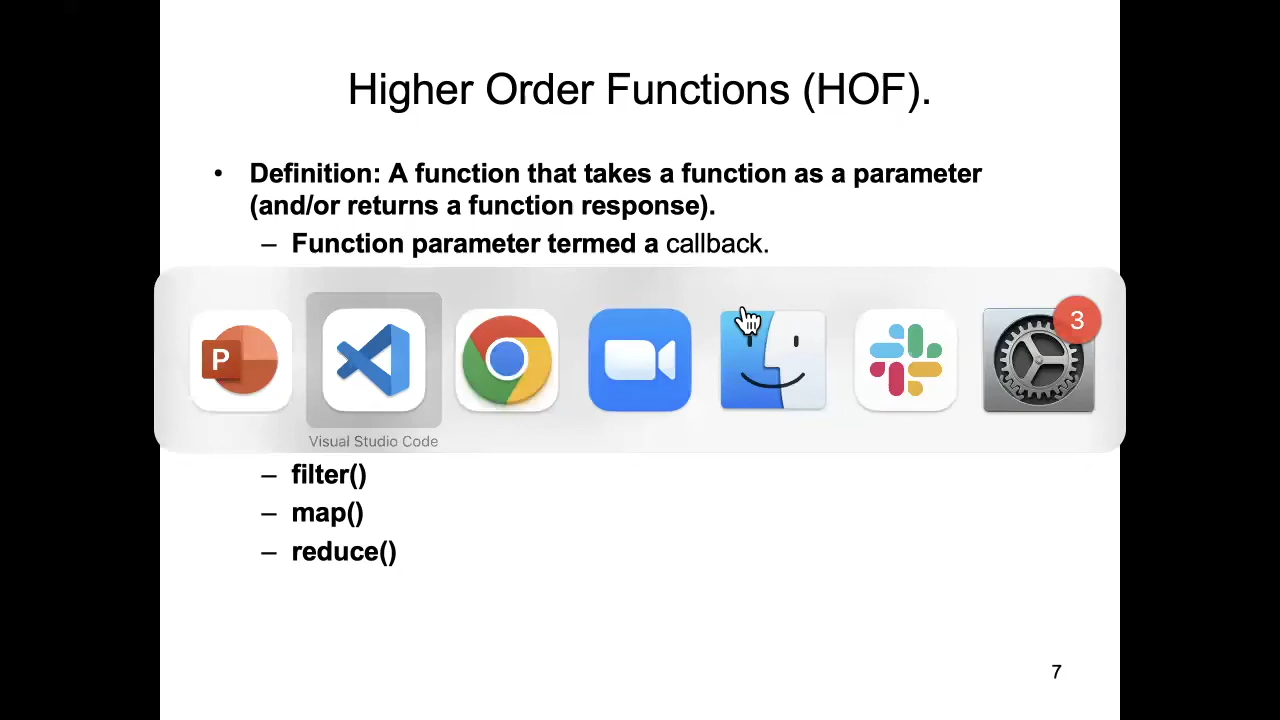 Higher Order Functions (HOF).
• Definition: A function that takes a function as a parameter
(and/or returns a function response).
– Function parameter termed a callback.
P
3
Visual Studio Code
– filter()
– map()
– reduce()
7